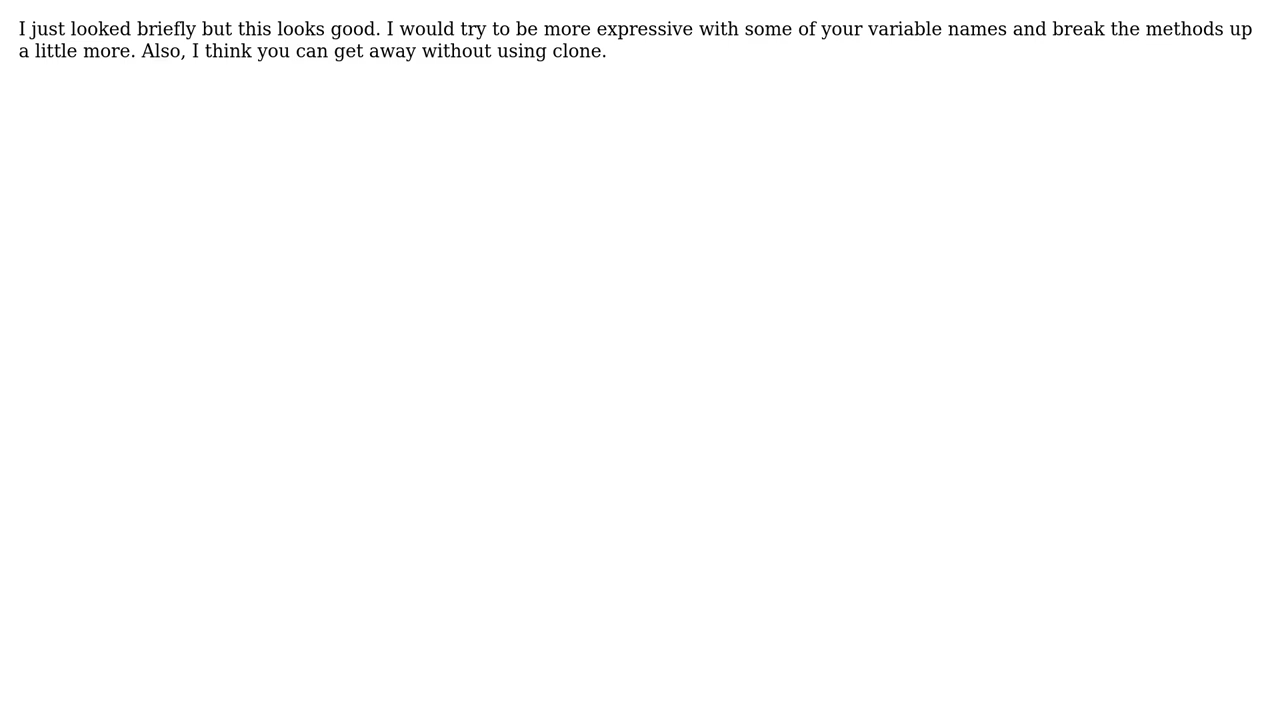 I just looked briefly but this looks good. I would try to be more expressive with some of your variable names and break the methods up
a little more. Also, I think you can get away without using clone.